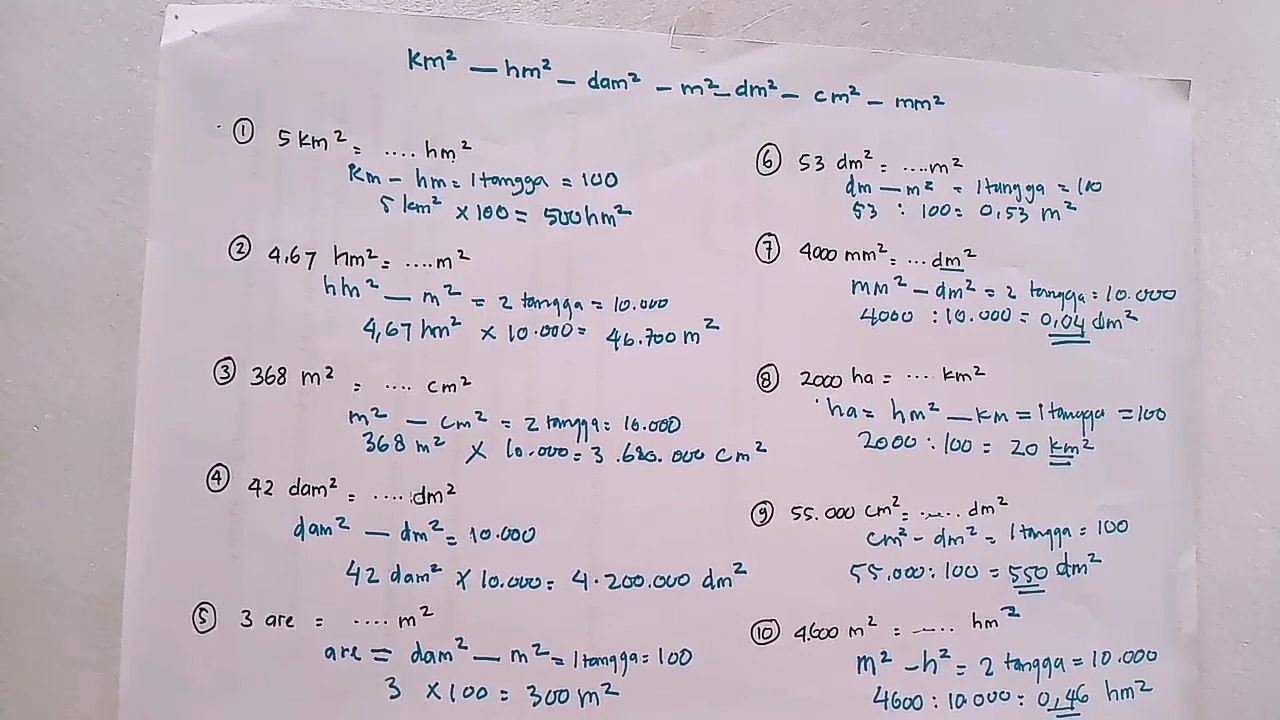 km² – hm² – dam² – m² – dm² – cm² – mm²
① 5 km² = .... hm²
Km – hm = 1 tangga = 100
5 km² × 100 = 500 hm²
② 4,67 hm² = .... m²
hm² – m² = 2 tangga = 10.000
4,67 hm² × 10.000 = 46.700 m²
③ 368 m² = .... cm²
m² – cm² = 2 tangga = 10.000
368 m² × 10.000 = 3.680.000 cm²
④ 42 dam² = .... dm²
dam² – dm² = 10.000
42 dam² × 10.000 = 4.200.000 dm²
⑤ 3 are = .... m²
are = dam² – m² = 1 tangga = 100
3 × 100 = 300 m²
⑥ 53 dm² = .... m²
dm – m² = 1 tangga = 100
53 : 100 = 0,53 m²
⑦ 4000 mm² = ... dm²
mm² – dm² = 2 tangga = 10.000
4000 : 10.000 = 0,04 dm²
⑧ 2000 ha = .... km²
ha = hm² – km = 1 tangga = 100
2000 : 100 = 20 km²
⑨ 55.000 cm² = ...... dm²
cm² – dm² = 1 tangga = 100
55.000 : 100 = 550 dm²
⑩ 4.600 m² = ...... hm²
m² – h² = 2 tangga = 10.000
4600 : 10.000 = 0,46 hm²